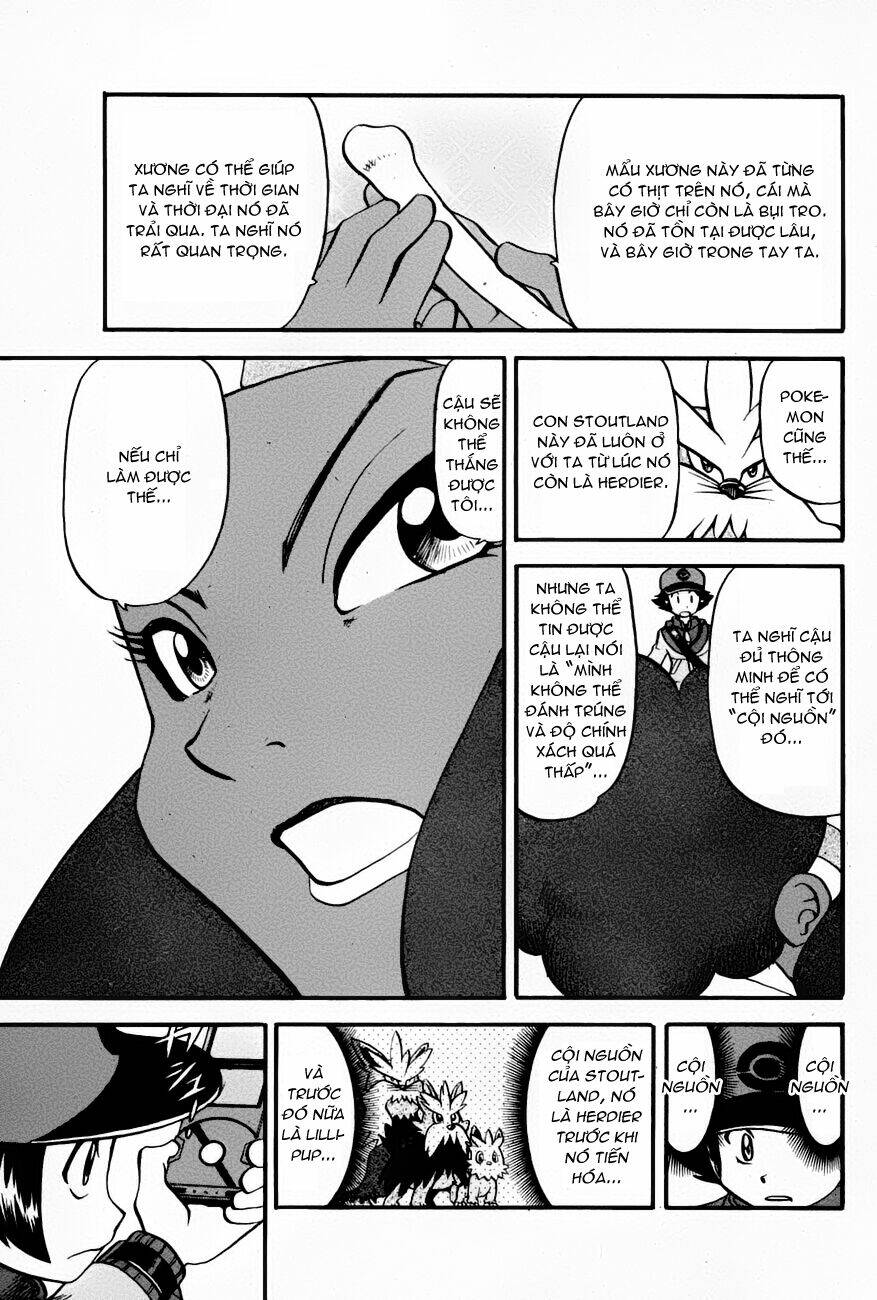 MẨU XƯƠNG NÀY ĐÃ TỪNG
CÓ THỊT TRÊN NÓ, CÁI MÀ
BÂY GIỜ CHỈ CÒN LÀ BỤI TRO.
NÓ ĐÃ TỒN TẠI ĐƯỢC LÂU,
VÀ BÂY GIỜ TRONG TAY TA.
XƯƠNG CÓ THỂ GIÚP
TA NGHĨ VỀ THỜI GIAN
VÀ THỜI ĐẠI NÓ ĐÃ
TRẢI QUA. TA NGHĨ NÓ
RẤT QUAN TRỌNG.
POKE-
MON
CŨNG
THẾ...
CON STOUTLAND
NÀY ĐÃ LUÔN Ở
VỚI TA TỪ LÚC NÓ
CÒN LÀ HERDIER.
TA NGHĨ CẬU
ĐỦ THÔNG
MINH ĐỂ CÓ
THỂ NGHĨ TỚI
“CỘI NGUỒN”
ĐÓ...
NHƯNG TA
KHÔNG THỂ
TIN ĐƯỢC
CẬU LẠI NÓI
LÀ “MÌNH
KHÔNG THỂ
ĐÁNH TRÚNG
VÀ ĐỘ CHÍNH
XÁCH QUÁ
THẤP”...
CẬU SẼ
KHÔNG
THỂ
THẮNG
ĐƯỢC
TÔI...
NẾU CHỈ
LÀM ĐƯỢC
THẾ...
CỘI
NGUỒN
...
CỘI
NGUỒN
...
CỘI NGUỒN
CỦA STOUT-
LAND, NÓ
LÀ HERDIER
TRƯỚC KHI
NÓ TIẾN
HÓA...
VÀ
TRƯỚC
ĐÓ NỮA
LÀ LILLI-
PUP...